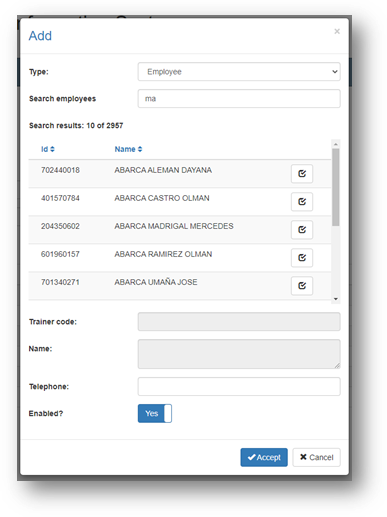 Add
×
Type: Employee
Search employees ma
Search results: 10 of 2957
Id Name
702440018 ABARCA ALEMAN DAYANA
401570784 ABARCA CASTRO OLMAN
204350602 ABARCA MADRIGAL MERCEDES
601960157 ABARCA RAMIREZ OLMAN
701340271 ABARCA UMAÑA JOSE
Trainer code:
Name:
Telephone:
Enabled? Yes
Accept Cancel